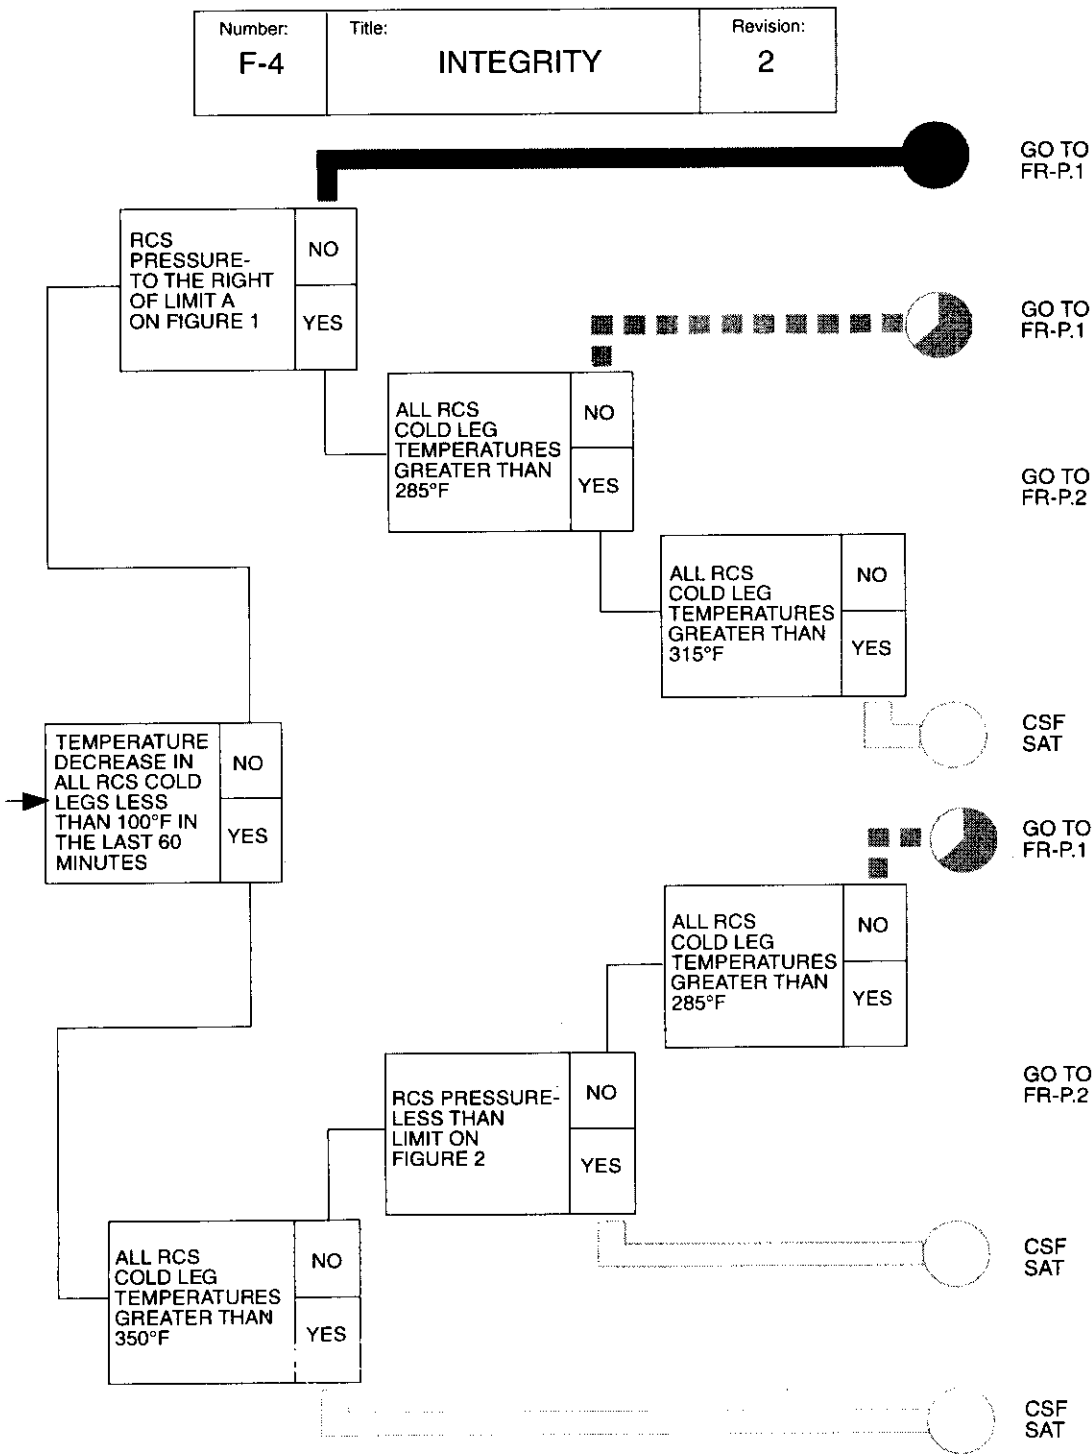 Number:
F-4
Title:
INTEGRITY
Revision:
2
GO TO
FR-P.1
RCS
PRESSURE-
TO THE RIGHT
OF LIMIT A
ON FIGURE 1
NO
YES
GO TO
FR-P.1
ALL RCS
COLD LEG
TEMPERATURES
GREATER THAN
285°F
NO
YES
GO TO
FR-P.2
ALL RCS
COLD LEG
TEMPERATURES
GREATER THAN
315°F
NO
YES
CSF
SAT
TEMPERATURE
DECREASE IN
ALL RCS COLD
LEGS LESS
THAN 100°F IN
THE LAST 60
MINUTES
NO
YES
GO TO
FR-P.1
ALL RCS
COLD LEG
TEMPERATURES
GREATER THAN
285°F
NO
YES
GO TO
FR-P.2
RCS PRESSURE-
LESS THAN
LIMIT ON
FIGURE 2
NO
YES
CSF
SAT
ALL RCS
COLD LEG
TEMPERATURES
GREATER THAN
350°F
NO
YES
CSF
SAT